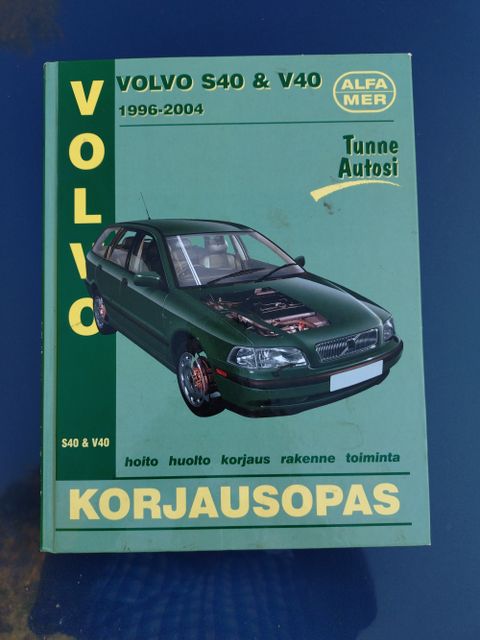 VOLVO
VOLVO S40 & V40
1996-2004
ALFA
MER
Tunne
Autosi
S40 & V40
hoito huolto korjaus rakenne toiminta
KORJAUSOPAS